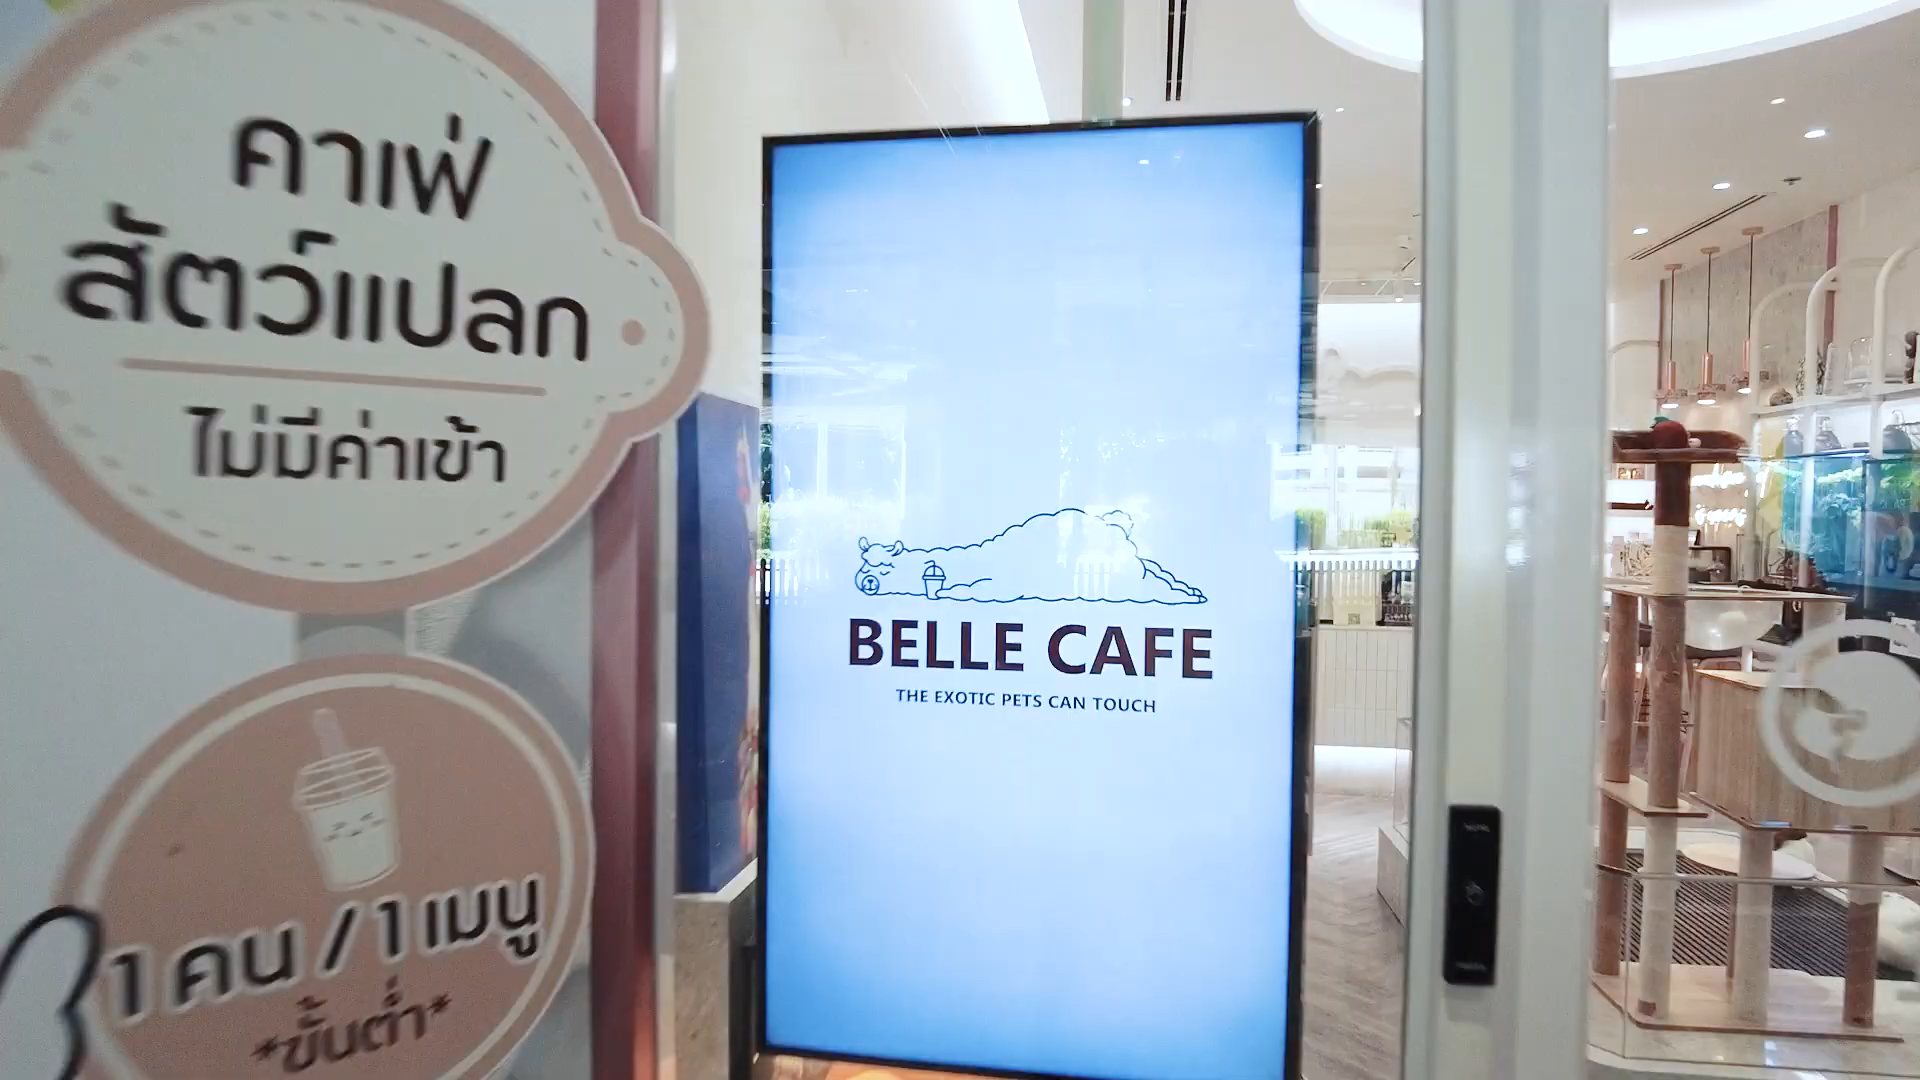 คาเฟ่
สัตว์แปลก
ไม่มีค่าเข้า
1 คน / 1 เมนู
*ขั้นต่ำ*
BELLE CAFE
THE EXOTIC PETS CAN TOUCH